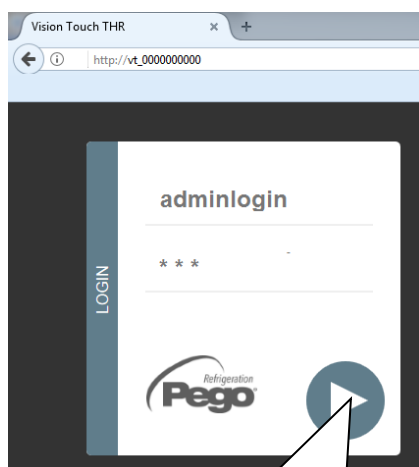 Vision Touch THR
http://vt_0000000000
adminlogin
* * *
LOGIN
Refrigeration
Pego